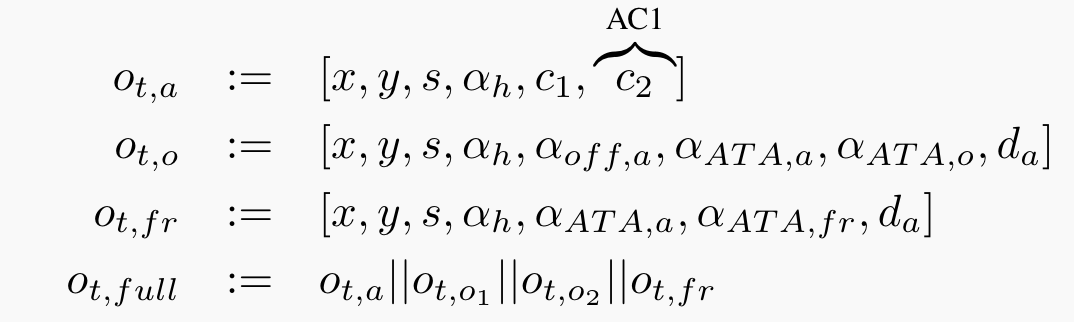 AC1
o_{t,a} := [x, y, s, α_h, c_1, c_2]
o_{t,o} := [x, y, s, α_h, α_{off,a}, α_{ATA,a}, α_{ATA,o}, d_a]
o_{t,fr} := [x, y, s, α_h, α_{ATA,a}, α_{ATA,fr}, d_a]
o_{t,full} := o_{t,a}||o_{t,o_1}||o_{t,o_2}||o_{t,fr}